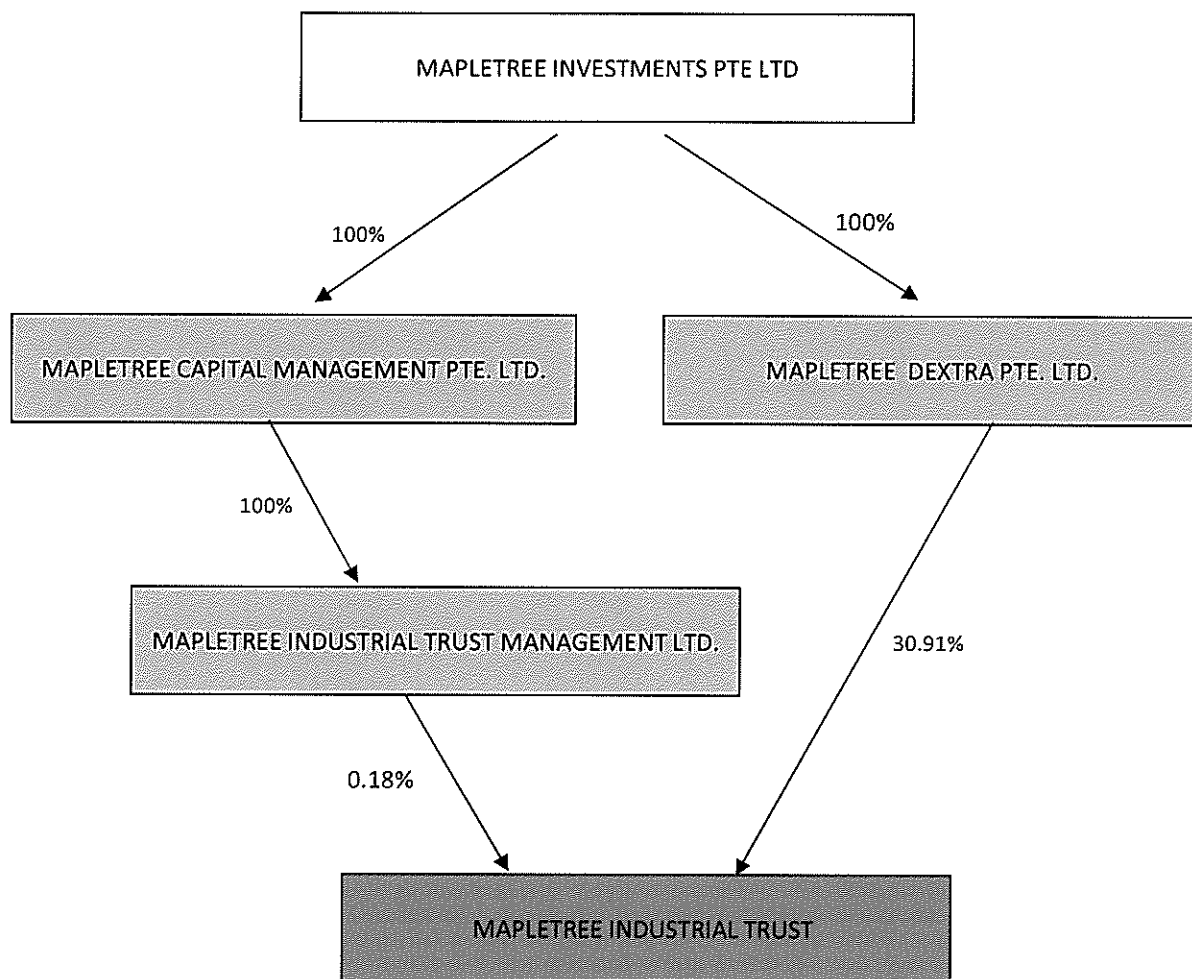 MAPLETREE INVESTMENTS PTE LTD
100%
100%
MAPLETREE CAPITAL MANAGEMENT PTE. LTD.
MAPLETREE DEXTRA PTE. LTD.
100%
MAPLETREE INDUSTRIAL TRUST MANAGEMENT LTD.
30.91%
0.18%
MAPLETREE INDUSTRIAL TRUST